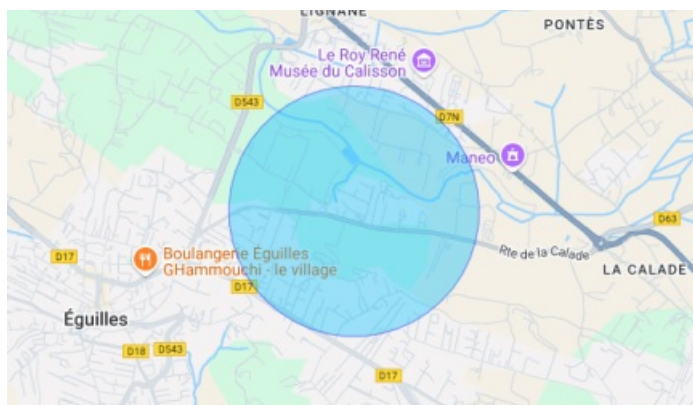 LIGNANE
PONTÈS
Le Roy René
Musée du Calisson
D543
D7N
Maneo
D63
D17
Boulangerie Éguilles
GHammouchi - le village
Rte de la Calade
LA CALADE
D17
Éguilles
D18
D543
D17